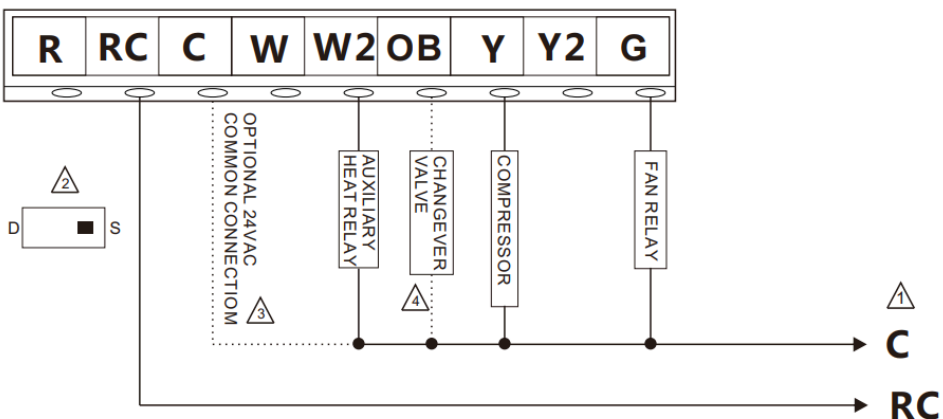 R RC C W W2 OB Y Y2 G
OPTIONAL 24VAC
COMMON CONNECTIOM
AUXILIARY
HEAT RELAY
CHANGEVER
VALVE
COMPRESSOR
FAN RELAY
2
D S
3
4
1
C
RC